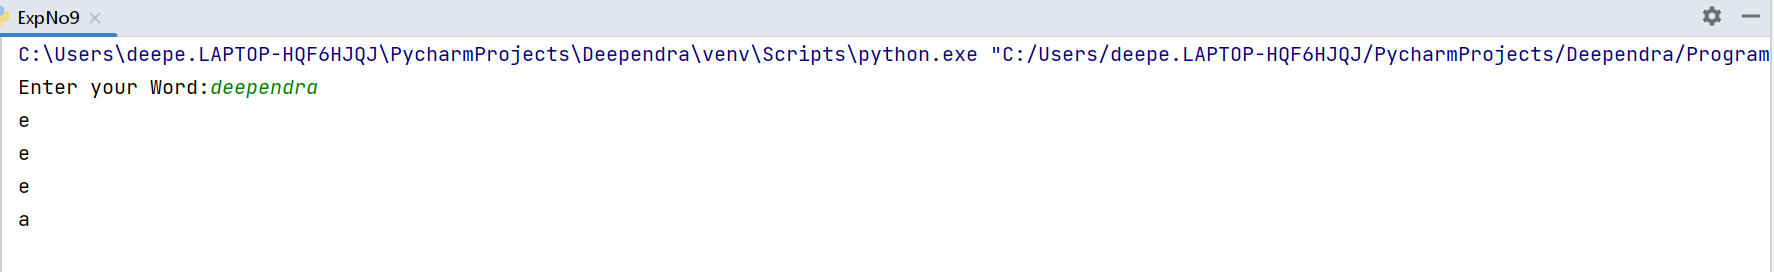 ExpNo9
C:\Users\deepe.LAPTOP-HQF6HJQJ\PycharmProjects\Deependra\venv\Scripts\python.exe "C:/Users/deepe.LAPTOP-HQF6HJQJ/PycharmProjects/Deependra/Program
Enter your Word:deependra
e
e
e
a